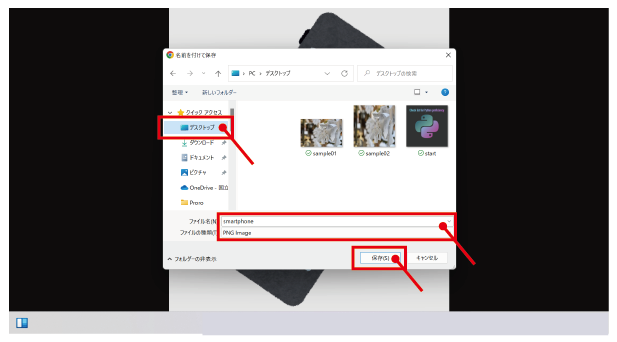 名前を付けて保存
PC › デスクトップ
デスクトップの検索
整理
新しいフォルダー
クイック アクセス
デスクトップ
ダウンロード
ドキュメント
ピクチャ
OneDrive - 国立
Proro
sample01
sample02
start
ファイル名(N):
smartphone
ファイルの種類(T):
PNG Image
フォルダーの非表示
保存(S)
キャンセル